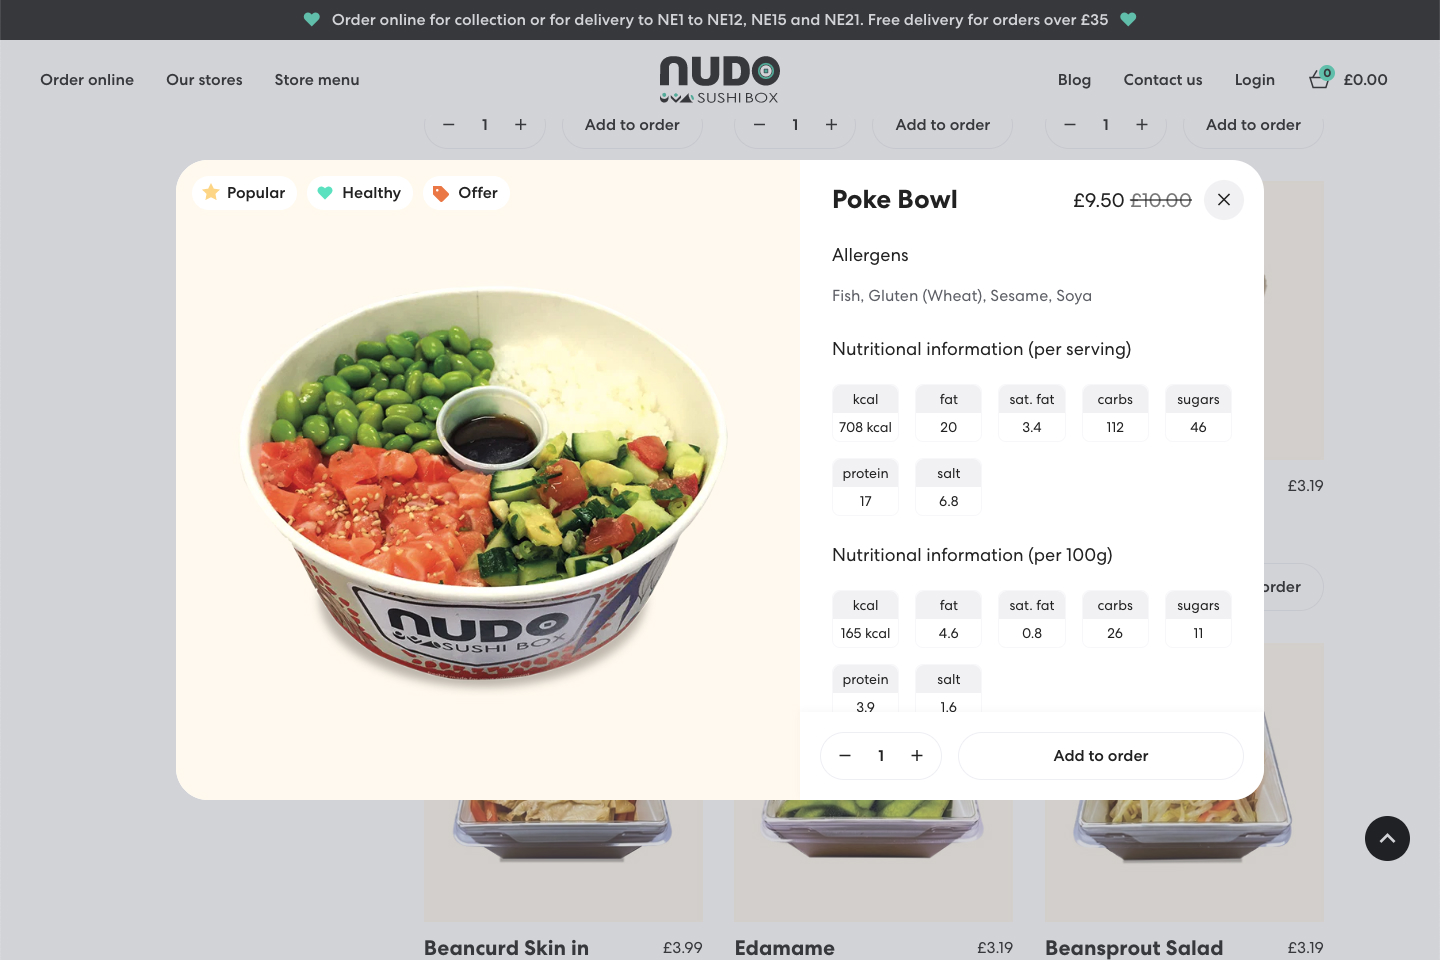 Order online for collection or for delivery to NE1 to NE12, NE15 and NE21. Free delivery for orders over £35
Order online Our stores Store menu
NUDO
SUSHI BOX
Blog Contact us Login 0 £0.00
1 Add to order 1 Add to order 1 Add to order
Popular Healthy Offer
Poke Bowl £9.50 £10.00
Allergens
Fish, Gluten (Wheat), Sesame, Soya
Nutritional information (per serving)
kcal fat sat. fat carbs sugars
708 kcal 20 3.4 112 46
protein salt
17 6.8
Nutritional information (per 100g)
kcal fat sat. fat carbs sugars
165 kcal 4.6 0.8 26 11
protein salt
3.9 1.6
1 Add to order
NUDO
SUSHI BOX
£3.19
order
Beancurd Skin in £3.99
Edamame £3.19
Beansprout Salad £3.19